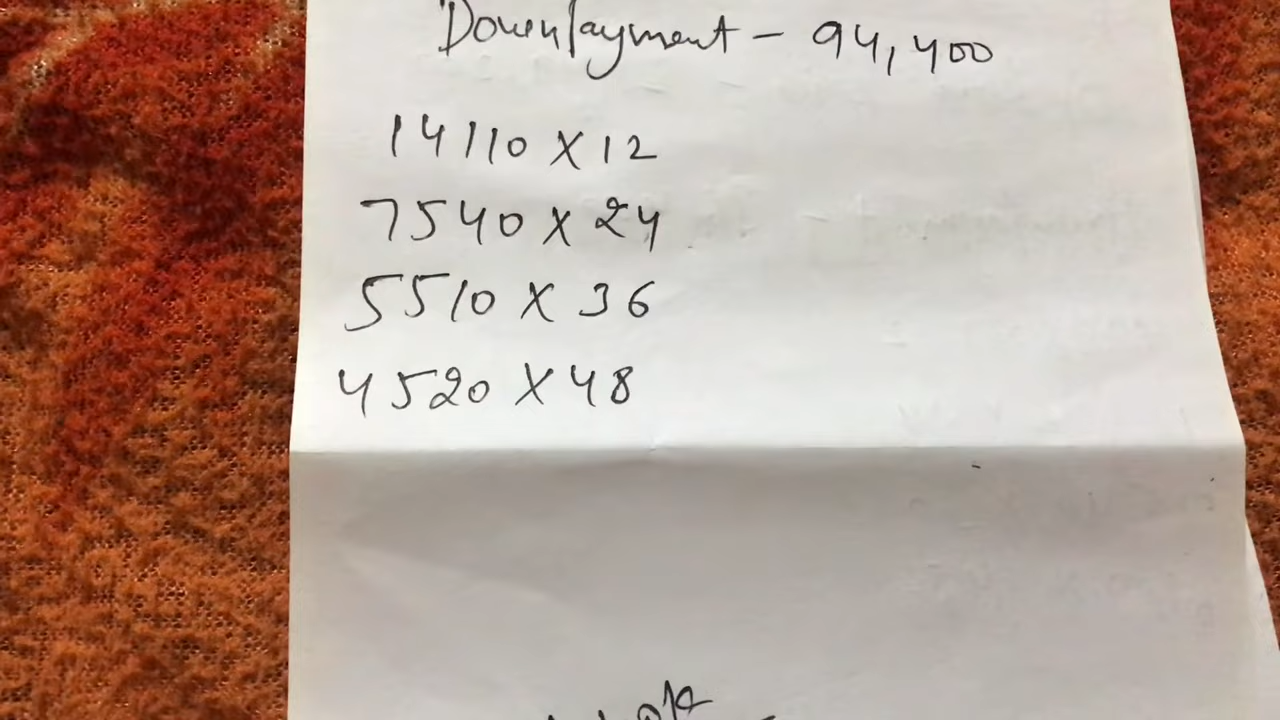 Downpayment - 94,400
14110 X 12
7540 X 24
5510 X 36
4520 X 48